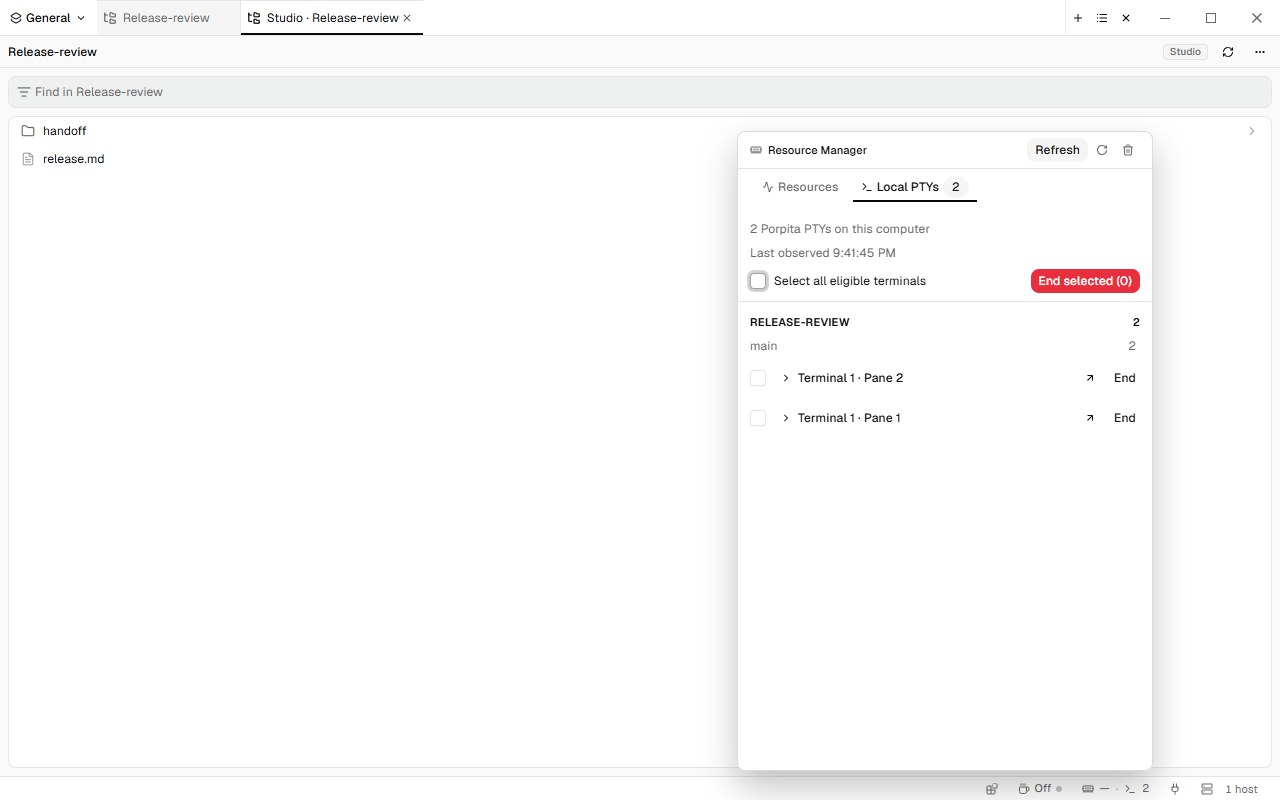 General
Release-review
Studio · Release-review
Release-review
Studio
Find in Release-review
handoff
release.md
Resource Manager
Refresh
Resources
Local PTYs 2
2 Porpita PTYs on this computer
Last observed 9:41:45 PM
Select all eligible terminals
End selected (0)
RELEASE-REVIEW 2
main 2
Terminal 1 · Pane 2 End
Terminal 1 · Pane 1 End
Off
— · 2
1 host